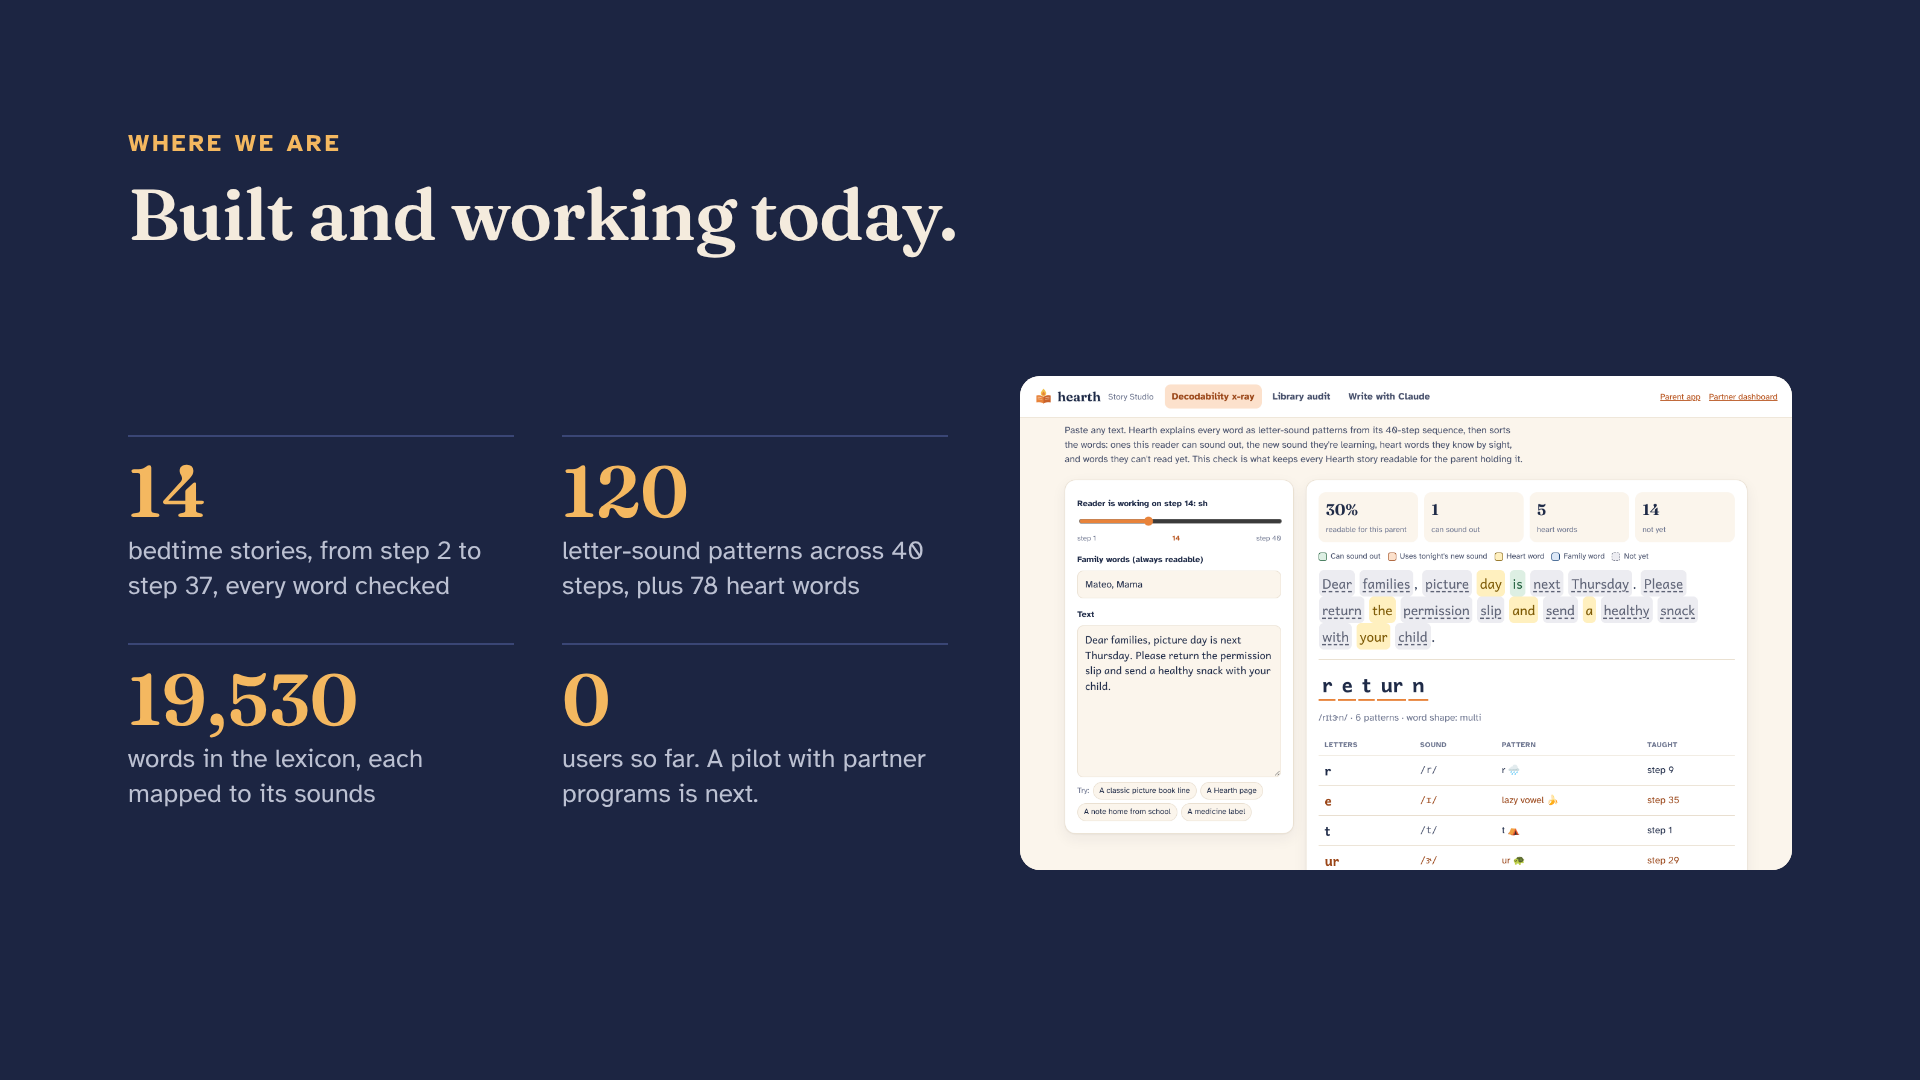 WHERE WE ARE
Built and working today.
14
bedtime stories, from step 2 to
step 37, every word checked
120
letter-sound patterns across 40
steps, plus 78 heart words
19,530
words in the lexicon, each
mapped to its sounds
0
users so far. A pilot with partner
programs is next.
hearth Story Studio Decodability x-ray Library audit Write with Claude Parent app Partner dashboard
Paste any text. Hearth explains every word as letter-sound patterns from its 40-step sequence, then sorts
the words: ones this reader can sound out, the new sound they're learning, heart words they know by sight,
and words they can't read yet. This check is what keeps every Hearth story readable for the parent holding it.
Reader is working on step 14: sh
step 1 14 step 40
Family words (always readable)
Mateo, Mama
Text
Dear families, picture day is next
Thursday. Please return the permission
slip and send a healthy snack with your
child.
Try: A classic picture book line A Hearth page
A note home from school A medicine label
30% 1 5 14
readable for this parent can sound out heart words not yet
Can sound out Uses tonight's new sound Heart word Family word Not yet
Dear families, picture day is next Thursday. Please
return the permission slip and send a healthy snack
with your child.
r e t ur n
/rɪtɝn/ · 6 patterns · word shape: multi
LETTERS SOUND PATTERN TAUGHT
r /r/ r step 9
e /ɪ/ lazy vowel step 35
t /t/ t step 1
ur /ɝ/ ur step 29